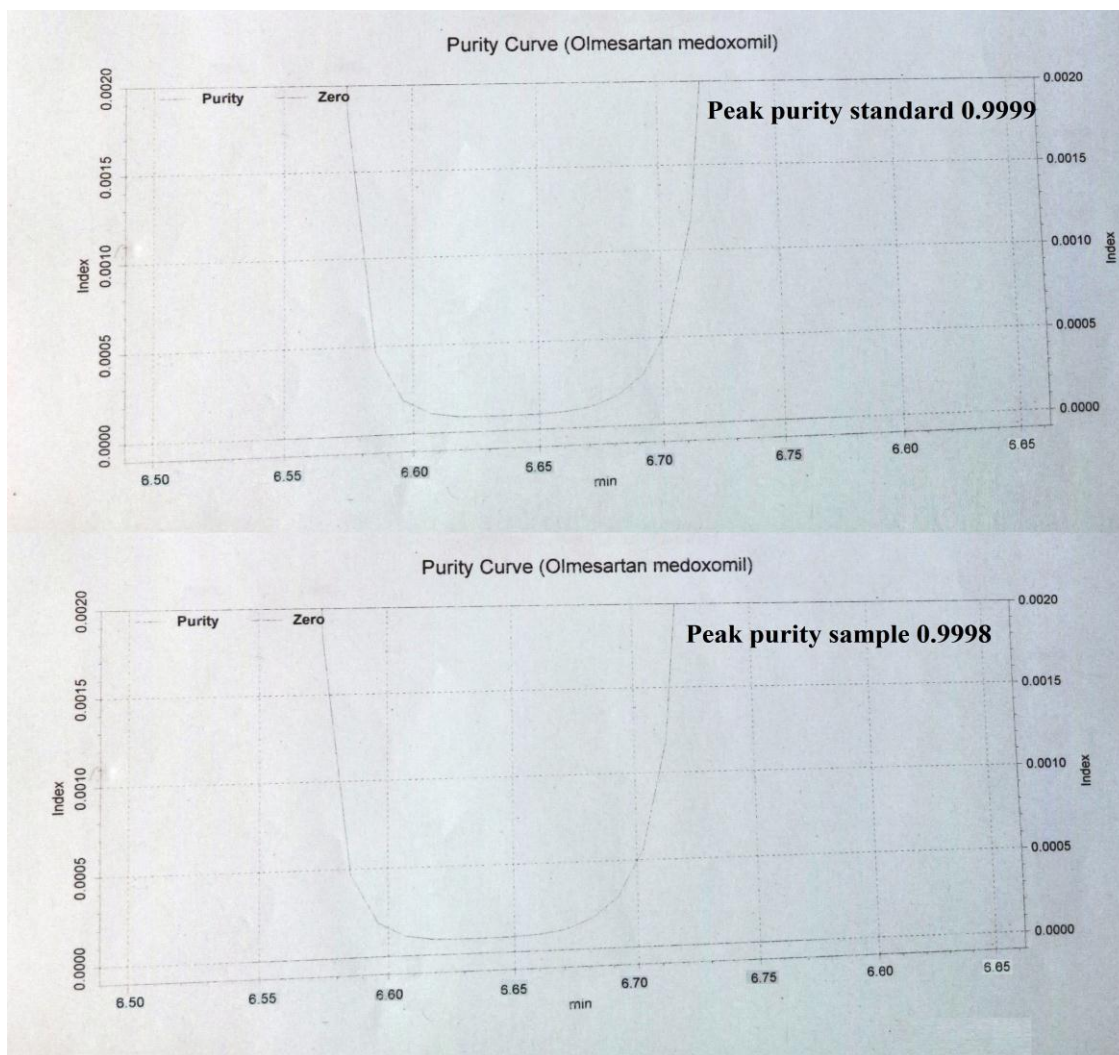 Purity Curve (Olmesartan medoxomil)
Purity Zero
Peak purity standard 0.9999
0.0020
0.0015
0.0010
0.0005
0.0000
Index
0.0020
0.0015
0.0010
0.0005
0.0000
Index
6.50 6.55 6.60 6.65 6.70 6.75 6.80 6.85
min
Purity Curve (Olmesartan medoxomil)
Purity Zero
Peak purity sample 0.9998
0.0020
0.0015
0.0010
0.0005
0.0000
Index
0.0020
0.0015
0.0010
0.0005
0.0000
Index
6.50 6.55 6.60 6.65 6.70 6.75 6.80 6.85
min